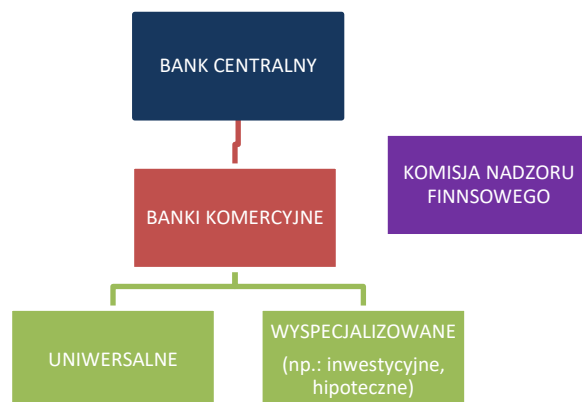 BANK CENTRALNY
KOMISJA NADZORU
FINNSOWEGO
BANKI KOMERCYJNE
UNIWERSALNE
WYSPECJALIZOWANE
(np.: inwestycyjne,
hipoteczne)